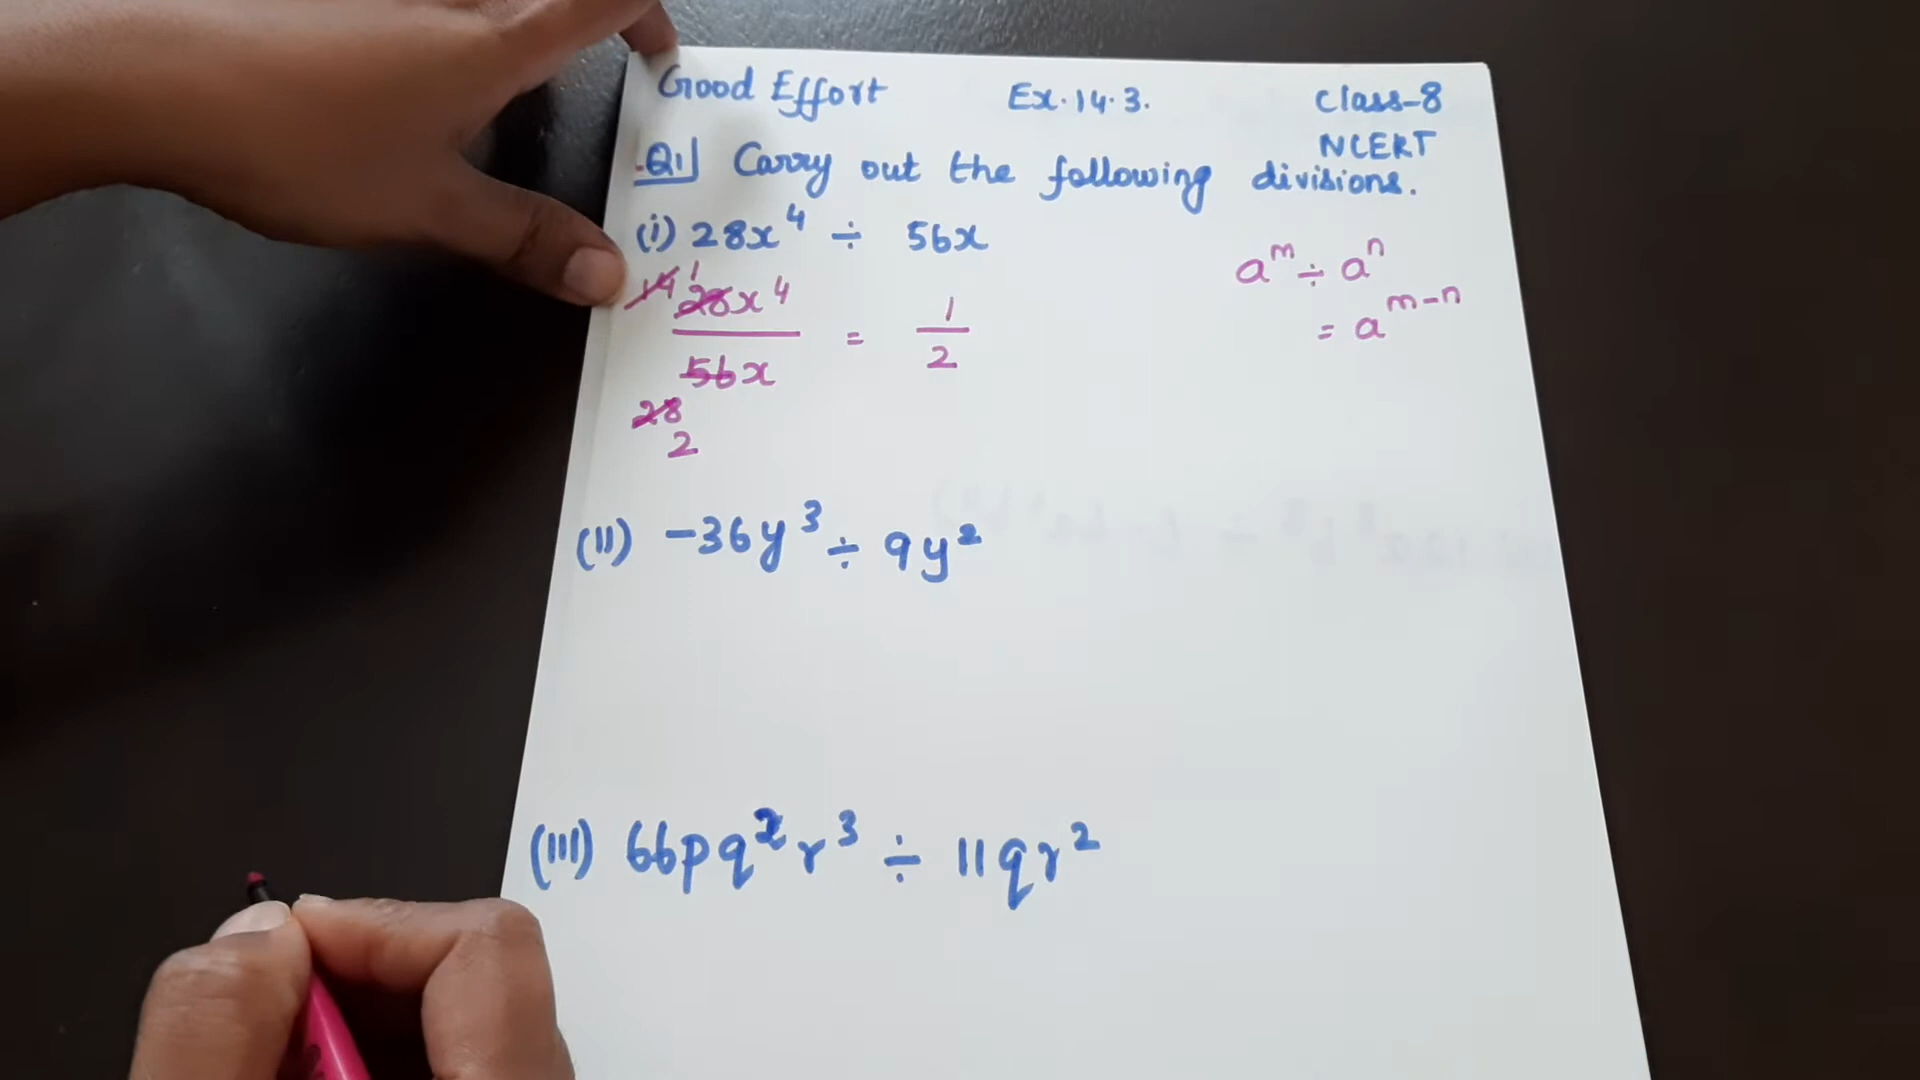 Good Effort Ex. 14.3. Class-8
NCERT
Q1] Carry out the following divisions.
(i) 28x⁴ ÷ 56x
aᵐ ÷ aⁿ
= aᵐ⁻ⁿ
14 1
28x⁴
56x
= 1/2
28
2
(II) -36y³ ÷ 9y²
(III) 66pq²r³ ÷ 11qr²